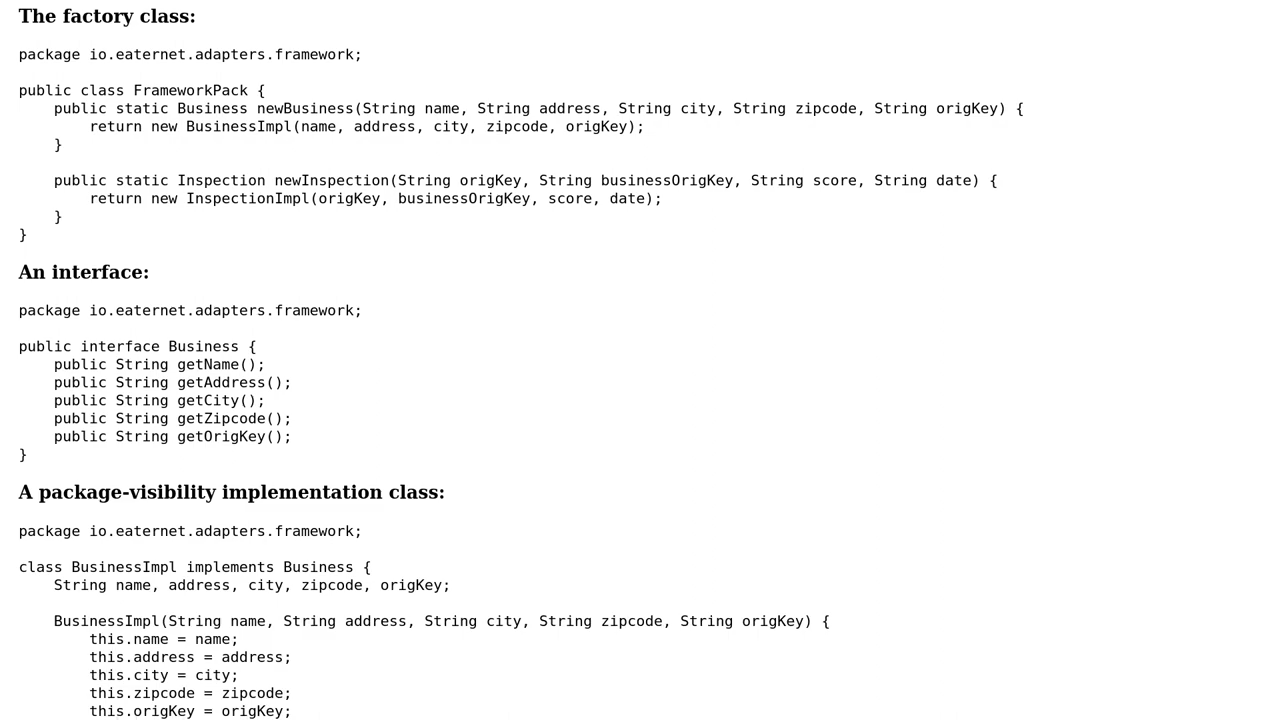 The factory class:
package io.eaternet.adapters.framework;
public class FrameworkPack {
    public static Business newBusiness(String name, String address, String city, String zipcode, String origKey) {
        return new BusinessImpl(name, address, city, zipcode, origKey);
    }
    public static Inspection newInspection(String origKey, String businessOrigKey, String score, String date) {
        return new InspectionImpl(origKey, businessOrigKey, score, date);
    }
}
An interface:
package io.eaternet.adapters.framework;
public interface Business {
    public String getName();
    public String getAddress();
    public String getCity();
    public String getZipcode();
    public String getOrigKey();
}
A package-visibility implementation class:
package io.eaternet.adapters.framework;
class BusinessImpl implements Business {
    String name, address, city, zipcode, origKey;
    BusinessImpl(String name, String address, String city, String zipcode, String origKey) {
        this.name = name;
        this.address = address;
        this.city = city;
        this.zipcode = zipcode;
        this.origKey = origKey;